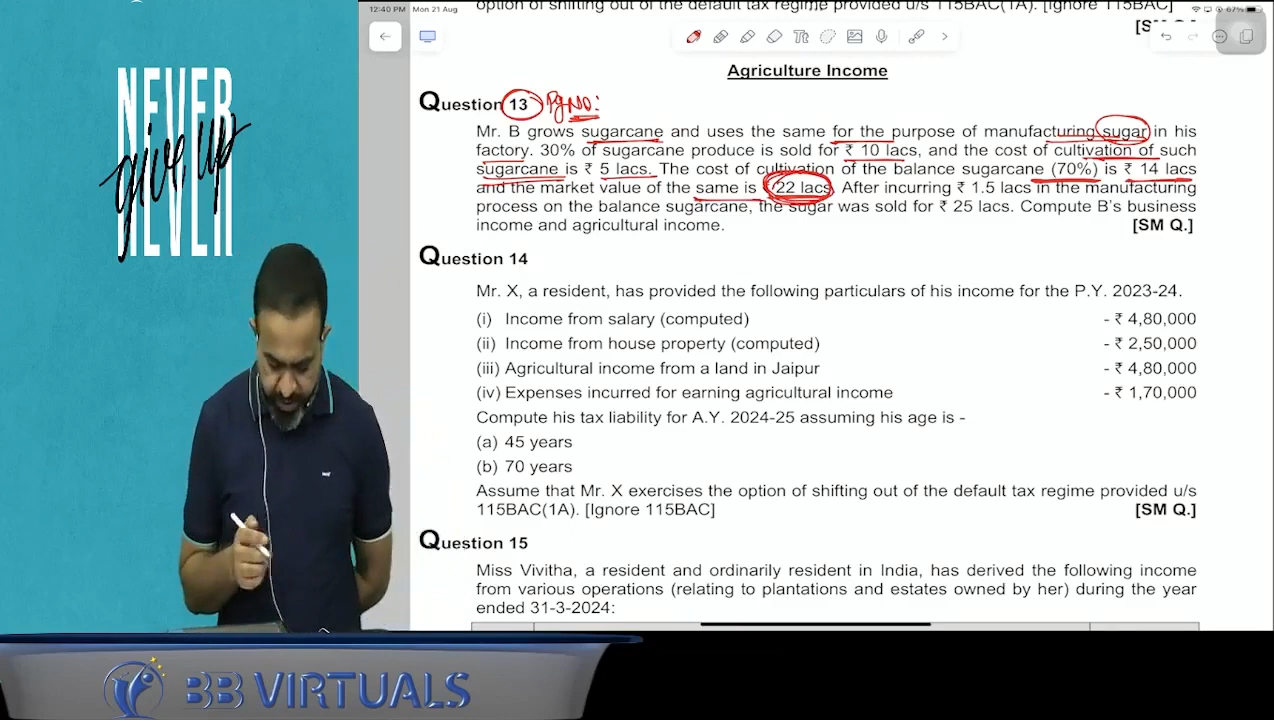 12:40 PM Mon 21 Aug
67%
option of shifting out of the default tax regime provided u/s 115BAC(1A). [Ignore 115BAC]
Agriculture Income
Question 13 Pg No:
Mr. B grows sugarcane and uses the same for the purpose of manufacturing sugar in his
factory. 30% of sugarcane produce is sold for ₹ 10 lacs, and the cost of cultivation of such
sugarcane is ₹ 5 lacs. The cost of cultivation of the balance sugarcane (70%) is ₹ 14 lacs
and the market value of the same is ₹ 22 lacs. After incurring ₹ 1.5 lacs in the manufacturing
process on the balance sugarcane, the sugar was sold for ₹ 25 lacs. Compute B's business
income and agricultural income. [SM Q.]
Question 14
Mr. X, a resident, has provided the following particulars of his income for the P.Y. 2023-24.
(i) Income from salary (computed) - ₹ 4,80,000
(ii) Income from house property (computed) - ₹ 2,50,000
(iii) Agricultural income from a land in Jaipur - ₹ 4,80,000
(iv) Expenses incurred for earning agricultural income - ₹ 1,70,000
Compute his tax liability for A.Y. 2024-25 assuming his age is -
(a) 45 years
(b) 70 years
Assume that Mr. X exercises the option of shifting out of the default tax regime provided u/s
115BAC(1A). [Ignore 115BAC] [SM Q.]
Question 15
Miss Vivitha, a resident and ordinarily resident in India, has derived the following income
from various operations (relating to plantations and estates owned by her) during the year
ended 31-3-2024:
NEVER
give up
NEVER
BB VIRTUALS